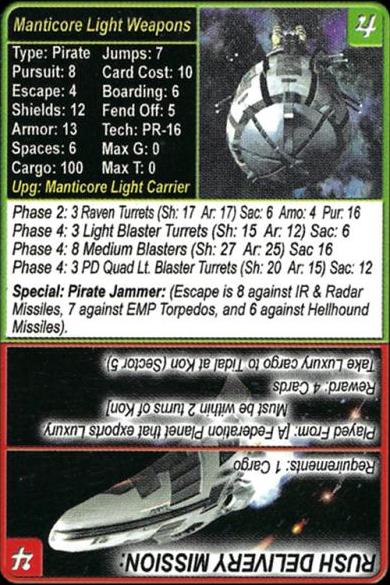 Manticore Light Weapons
4
Type: Pirate Jumps: 7
Pursuit: 8 Card Cost: 10
Escape: 4 Boarding: 6
Shields: 12 Fend Off: 5
Armor: 13 Tech: PR-16
Spaces: 6 Max G: 0
Cargo: 100 Max T: 0
Upg: Manticore Light Carrier
Phase 2: 3 Raven Turrets (Sh: 17 Ar: 17) Sac: 6 Amo: 4 Pur: 16
Phase 4: 3 Light Blaster Turrets (Sh: 15 Ar: 12) Sac: 6
Phase 4: 8 Medium Blasters (Sh: 27 Ar: 25) Sac 16
Phase 4: 3 PD Quad Lt. Blaster Turrets (Sh: 20 Ar: 15) Sac: 12
Special: Pirate Jammer: (Escape is 8 against IR & Radar
Missiles, 7 against EMP Torpedos, and 6 against Hellhound
Missiles).
RUSH DELIVERY MISSION:
4
Requirements: 1 Cargo
Played: From: [A Federation Planet that exports Luxury
Must be within 2 turns of Kon]
Reward: 4 Cards
Take Luxury cargo to Tidal at Kon (Sector 5)